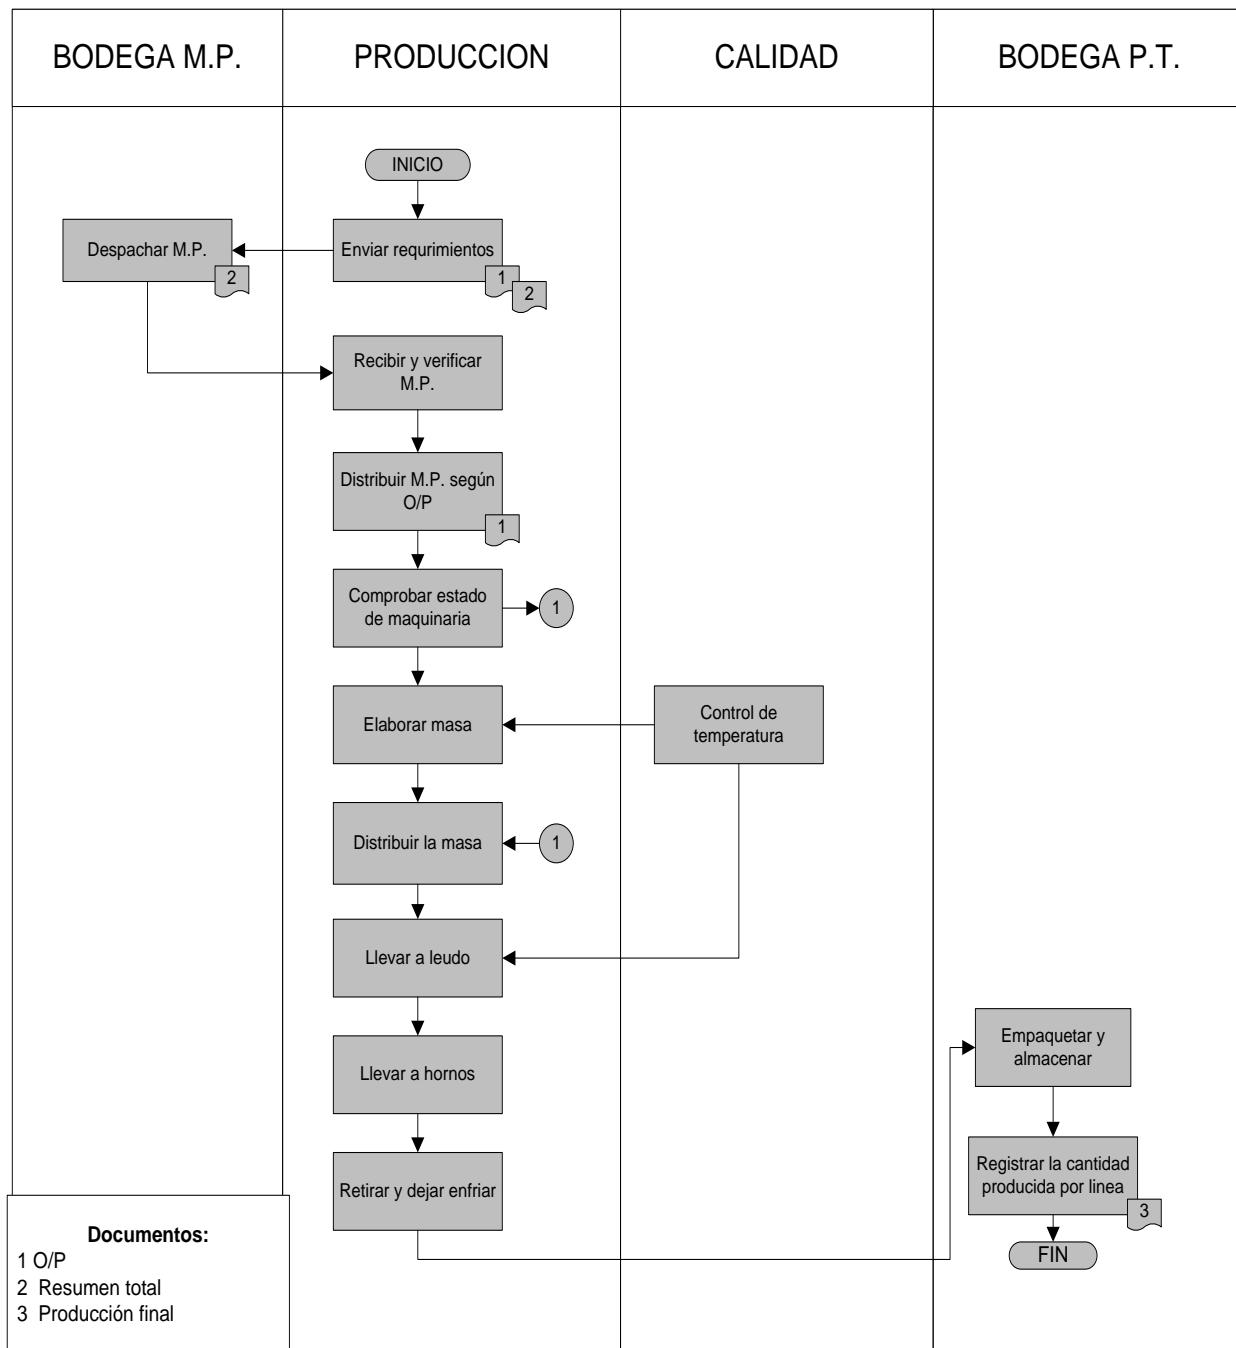 BODEGA M.P.
PRODUCCION
CALIDAD
BODEGA P.T.
INICIO
Despachar M.P.
2
Enviar requrimientos
1
2
Recibir y verificar
M.P.
Distribuir M.P. según
O/P
1
Comprobar estado
de maquinaria
1
Elaborar masa
Control de
temperatura
Distribuir la masa
1
Llevar a leudo
Llevar a hornos
Retirar y dejar enfriar
Empaquetar y
almacenar
Registrar la cantidad
producida por linea
3
FIN
Documentos:
1 O/P
2 Resumen total
3 Producción final